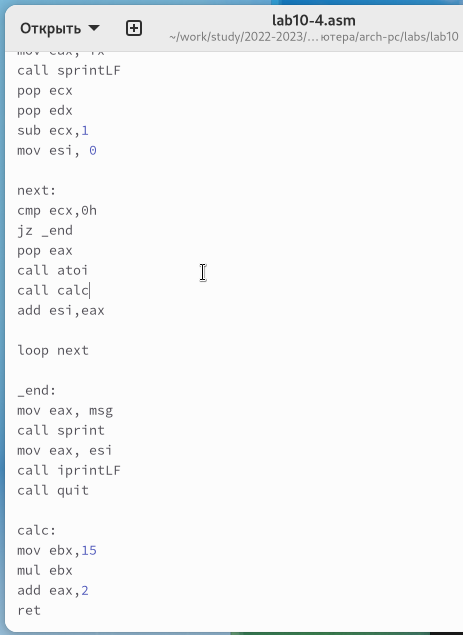 Открыть
lab10-4.asm
~/work/study/2022-2023/... ютера/arch-pc/labs/lab10
mov eax, fx
call sprintLF
pop ecx
pop edx
sub ecx,1
mov esi, 0
next:
cmp ecx,0h
jz _end
pop eax
call atoi
call calc
add esi,eax
loop next
_end:
mov eax, msg
call sprint
mov eax, esi
call iprintLF
call quit
calc:
mov ebx,15
mul ebx
add eax,2
ret